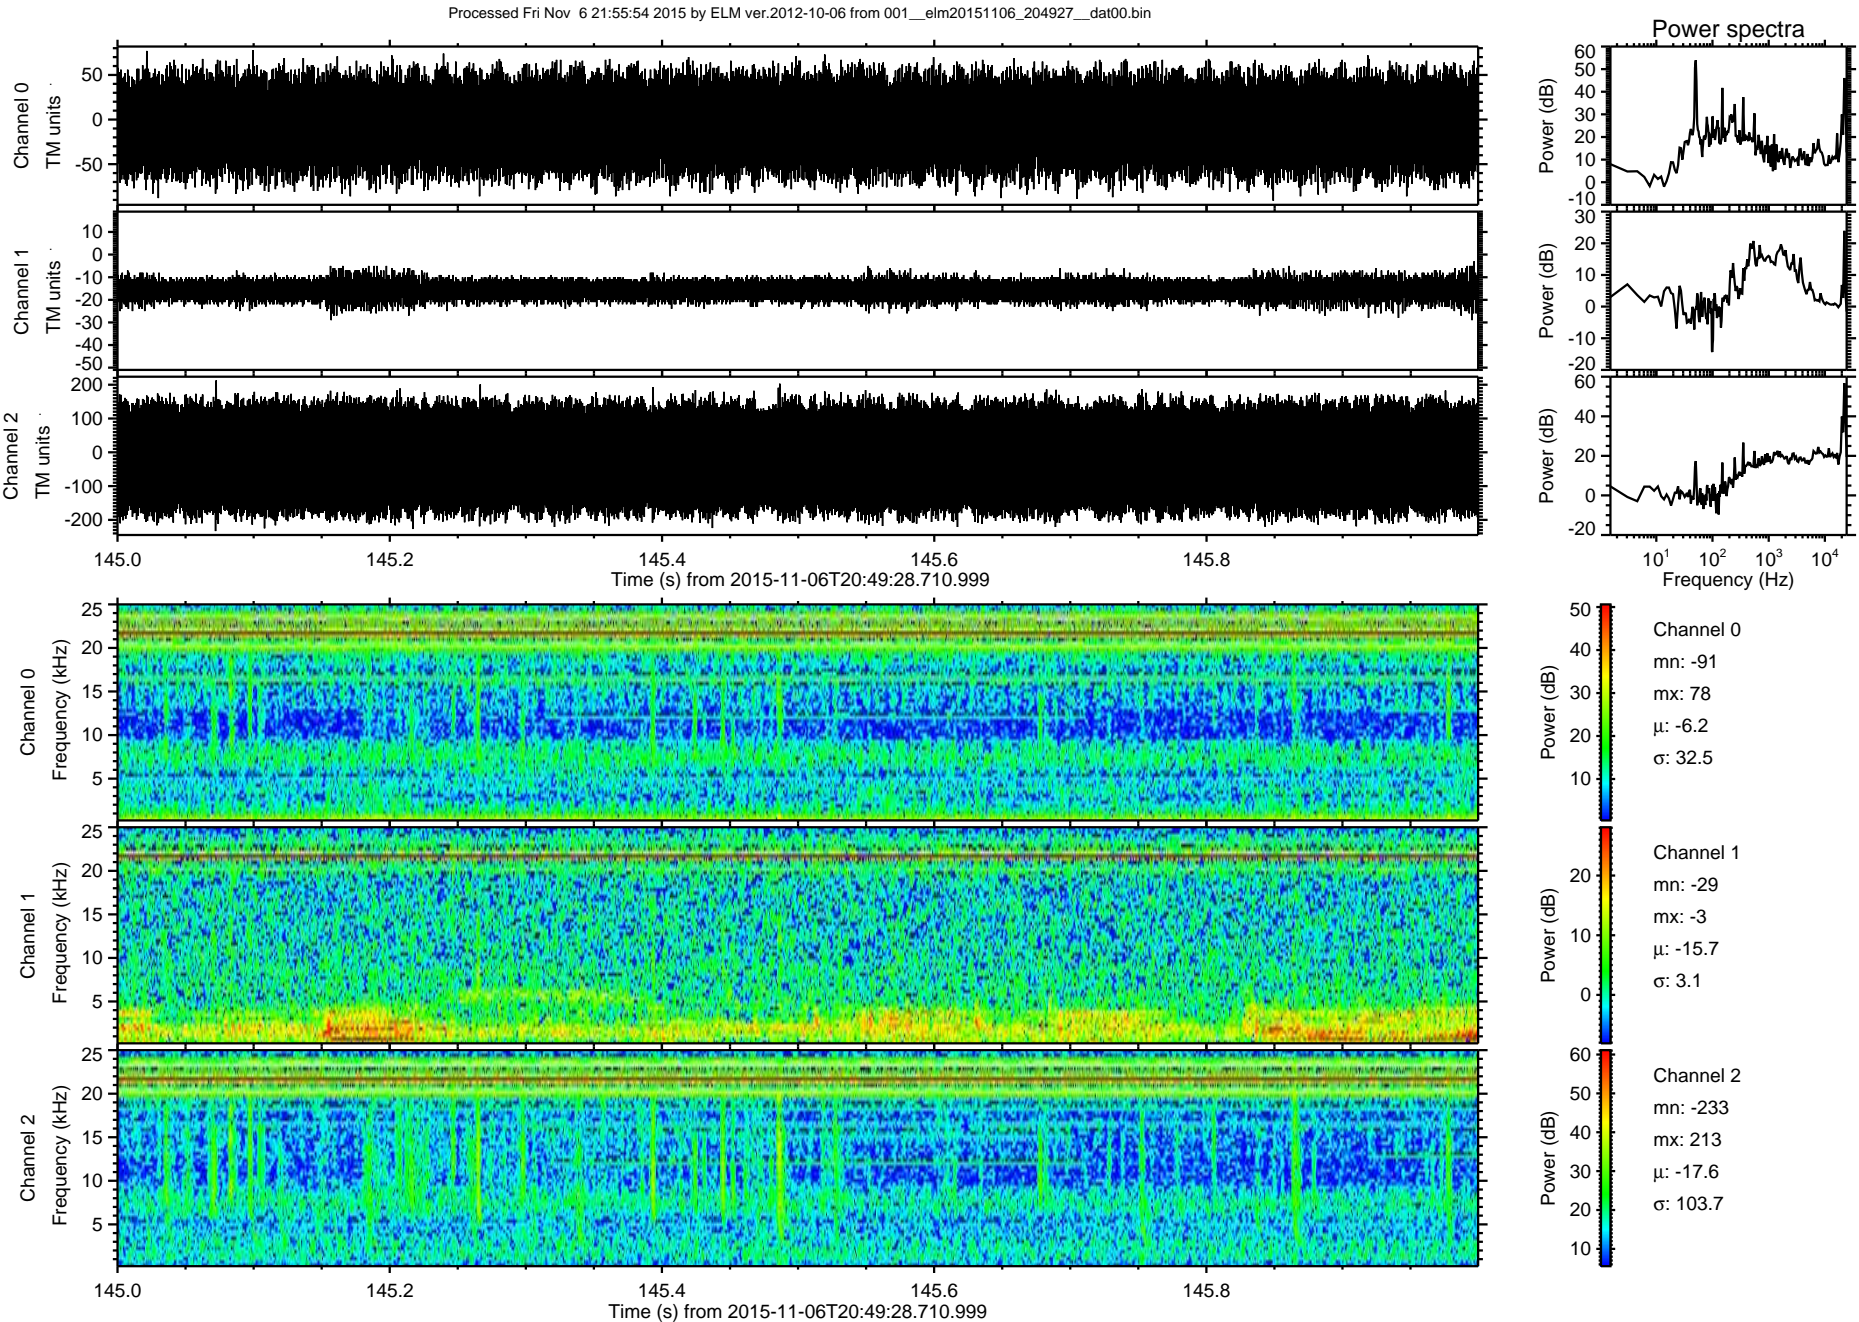 Processed Fri Nov  6 21:55:54 2015 by ELM ver.2012-10-06 from 001__elm20151106_204927__dat00.bin
Power spectra
Channel 0
TM units
50
0
-50
Power (dB)
60
50
40
30
20
10
0
-10
Channel 1
TM units
10
0
-10
-20
-30
-40
-50
Power (dB)
30
20
10
0
-10
-20
Channel 2
TM units
200
100
0
-100
-200
Power (dB)
60
40
20
0
-20
145.0 145.2 145.4 145.6 145.8
Time (s) from 2015-11-06T20:49:28.710.999
10^1 10^2 10^3 10^4
Frequency (Hz)
Channel 0
Frequency (kHz)
25
20
15
10
5
Power (dB)
50
40
30
20
10
Channel 0
mn: -91
mx: 78
μ: -6.2
σ: 32.5
Channel 1
Frequency (kHz)
25
20
15
10
5
Power (dB)
20
10
0
Channel 1
mn: -29
mx: -3
μ: -15.7
σ: 3.1
Channel 2
Frequency (kHz)
25
20
15
10
5
Power (dB)
60
50
40
30
20
10
Channel 2
mn: -233
mx: 213
μ: -17.6
σ: 103.7
145.0 145.2 145.4 145.6 145.8
Time (s) from 2015-11-06T20:49:28.710.999